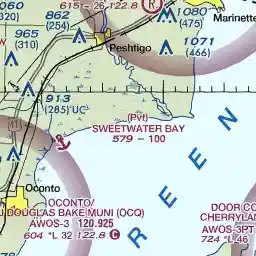 060
862
(254)
615 - 26 122.8
R
1080
(475)
Marinette
965
(310)
Peshtigo
1071
(466)
913
(285) UC
(Pvt)
SWEETWATER BAY
579 - 100
Oconto
OCONTO/
J DOUGLAS BAKE MUNI (OCQ)
AWOS-3 120.925
604 *L 32 122.8 C
R E E N
DOOR CO
CHERRYLAN
AWOS-3PT
724 *L 46